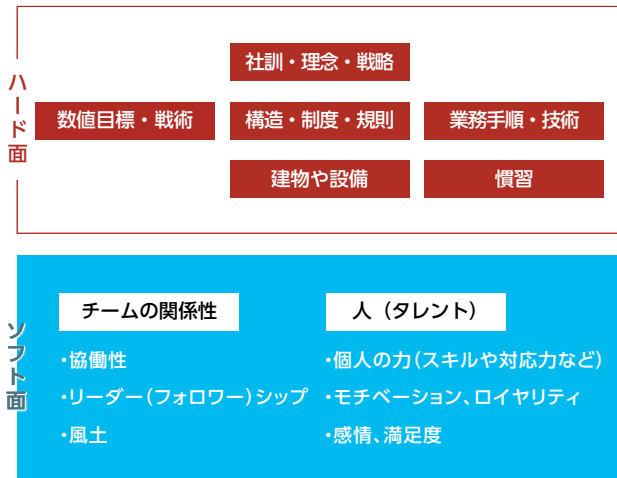 ハード面
社訓・理念・戦略
数値目標・戦術
構造・制度・規則
業務手順・技術
建物や設備
慣習
ソフト面
チームの関係性
・協働性
・リーダー(フォロワー)シップ
・風土
人(タレント)
・個人の力(スキルや対応力など)
・モチベーション、ロイヤリティ
・感情、満足度